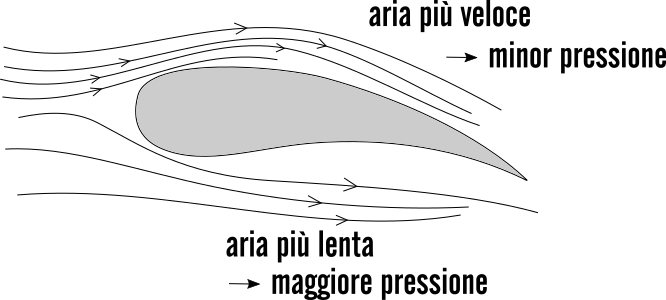 aria più veloce
→ minor pressione
aria più lenta
→ maggiore pressione